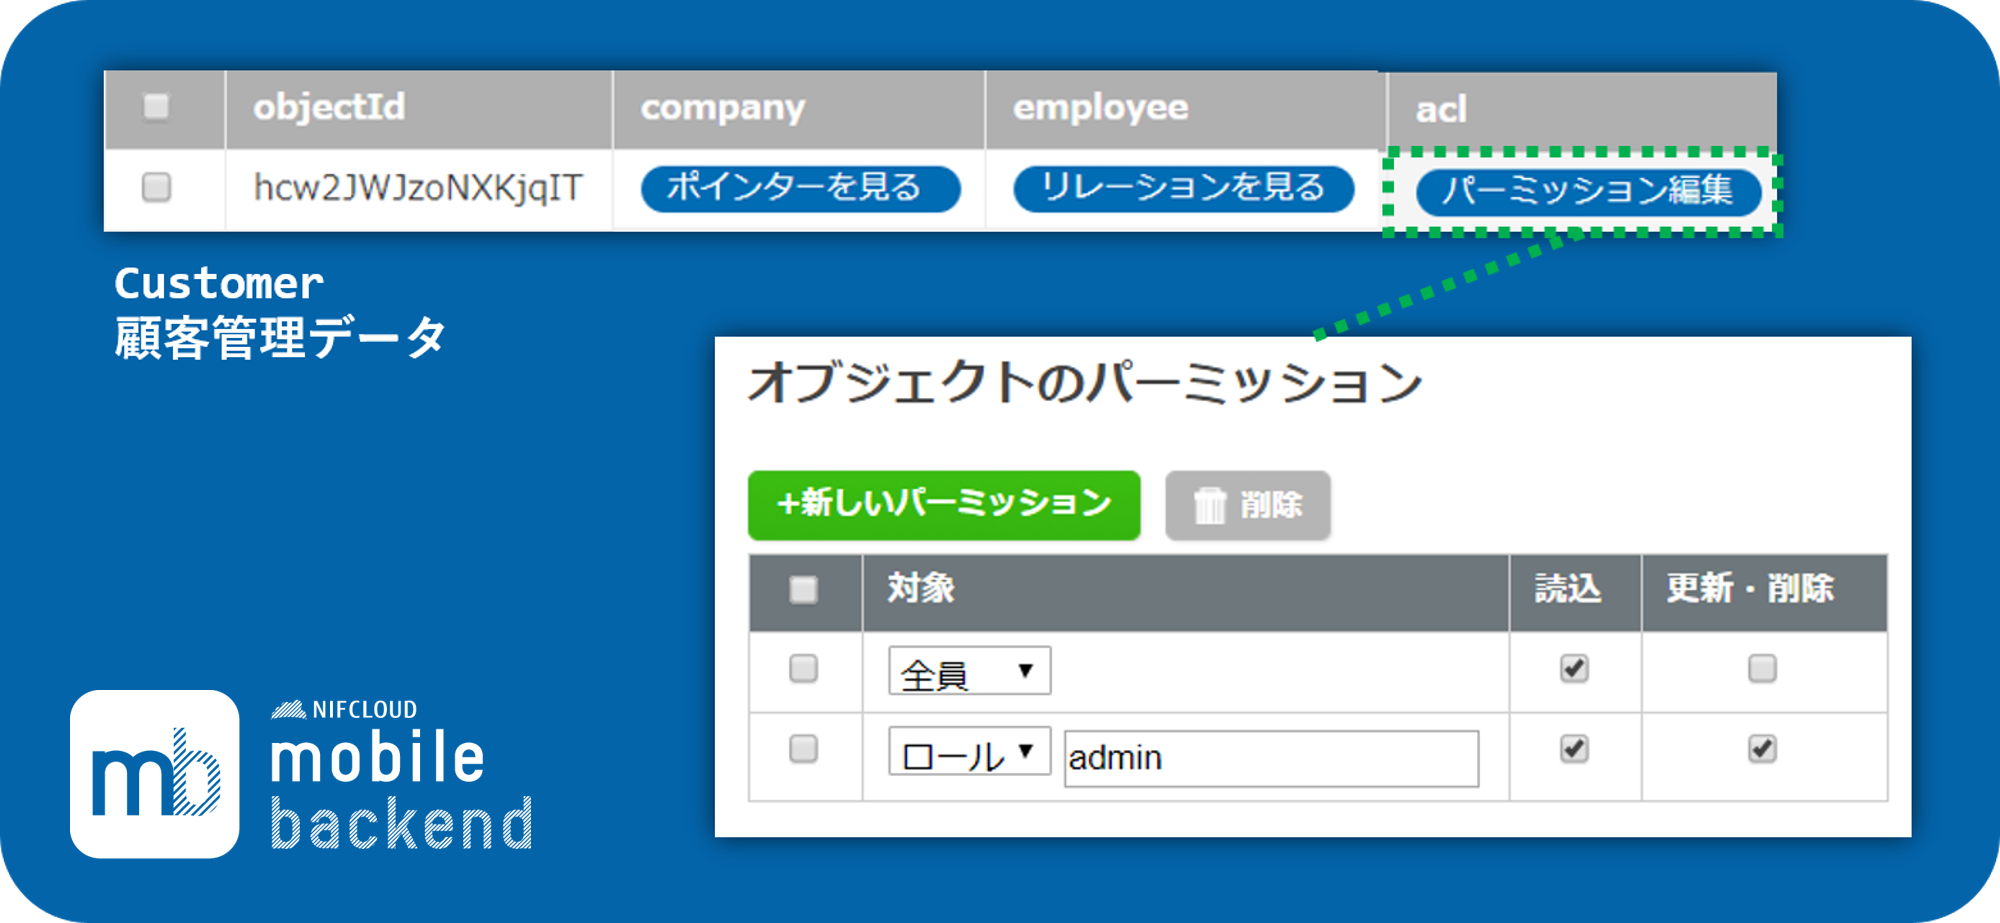 objectId company employee acl
hcw2JWJzoNXKjqIT ポインターを見る リレーションを見る パーミッション編集
Customer
顧客管理データ
オブジェクトのパーミッション
+新しいパーミッション 削除
対象 読込 更新・削除
全員
ロール admin
mb
NIFCLOUD
mobile
backend